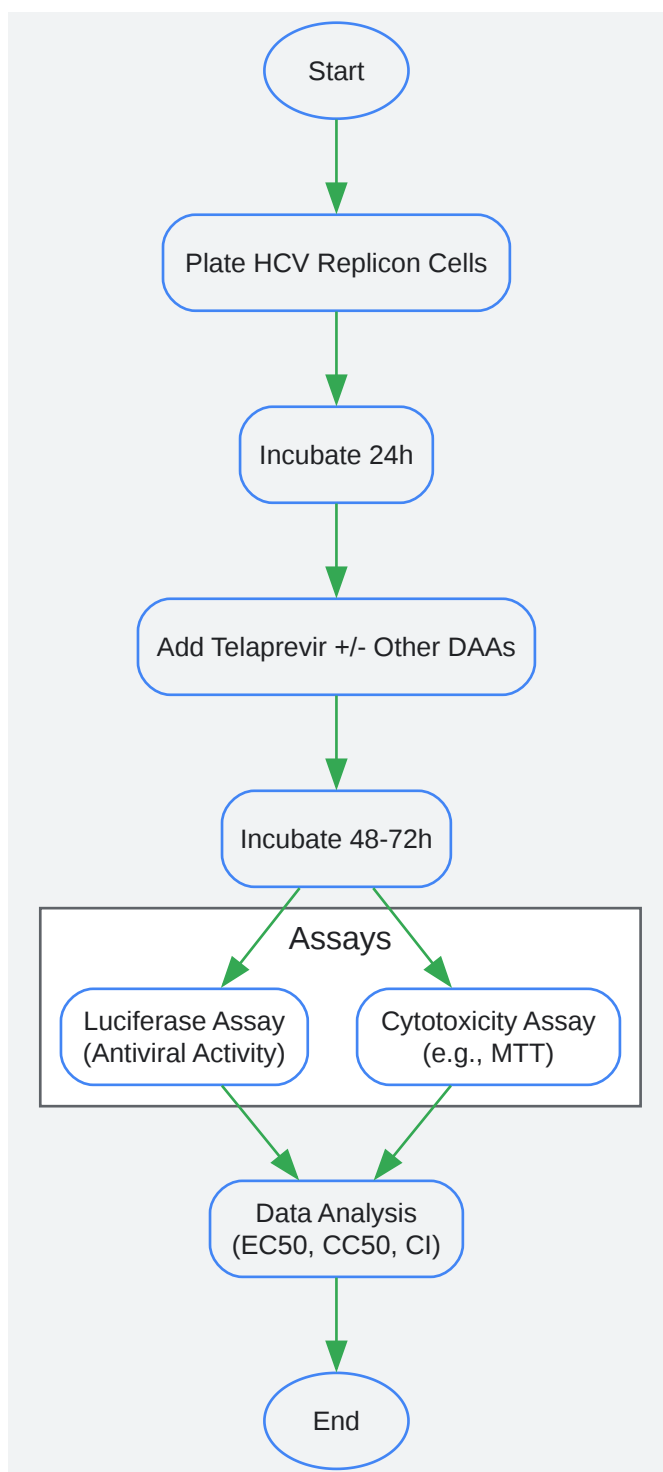 Start
Plate HCV Replicon Cells
Incubate 24h
Add Telaprevir +/- Other DAAs
Incubate 48-72h
Assays
Luciferase Assay
(Antiviral Activity)
Cytotoxicity Assay
(e.g., MTT)
Data Analysis
(EC50, CC50, CI)
End